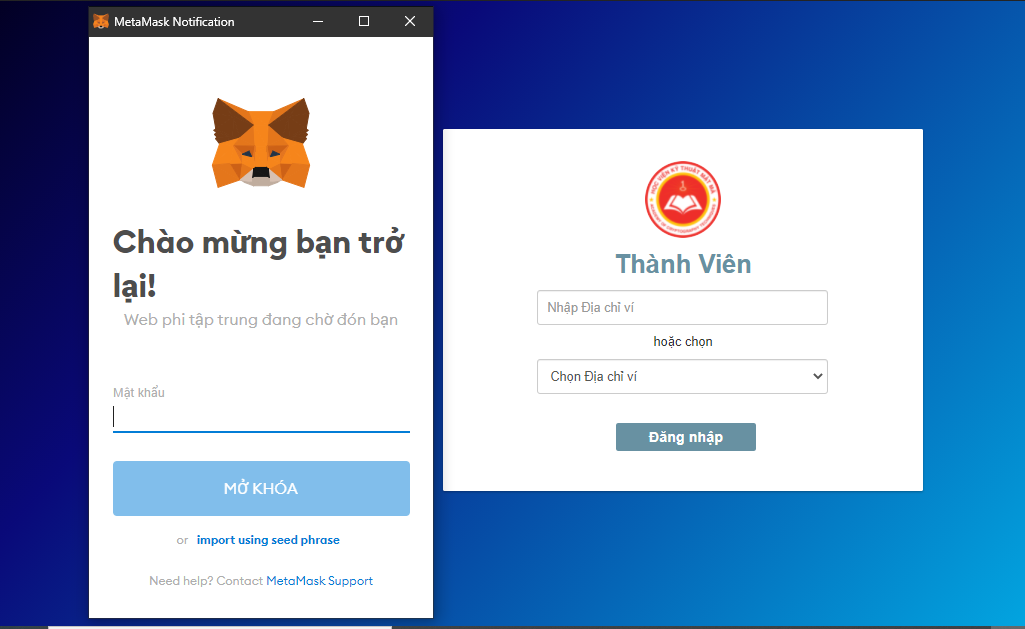 MetaMask Notification
Chào mừng bạn trở
lại!
Web phi tập trung đang chờ đón bạn
Mật khẩu
MỞ KHÓA
or import using seed phrase
Need help? Contact MetaMask Support
HỌC VIỆN KỸ THUẬT MẬT MÃ
Thành Viên
Nhập Địa chỉ ví
hoặc chọn
Chọn Địa chỉ ví
Đăng nhập